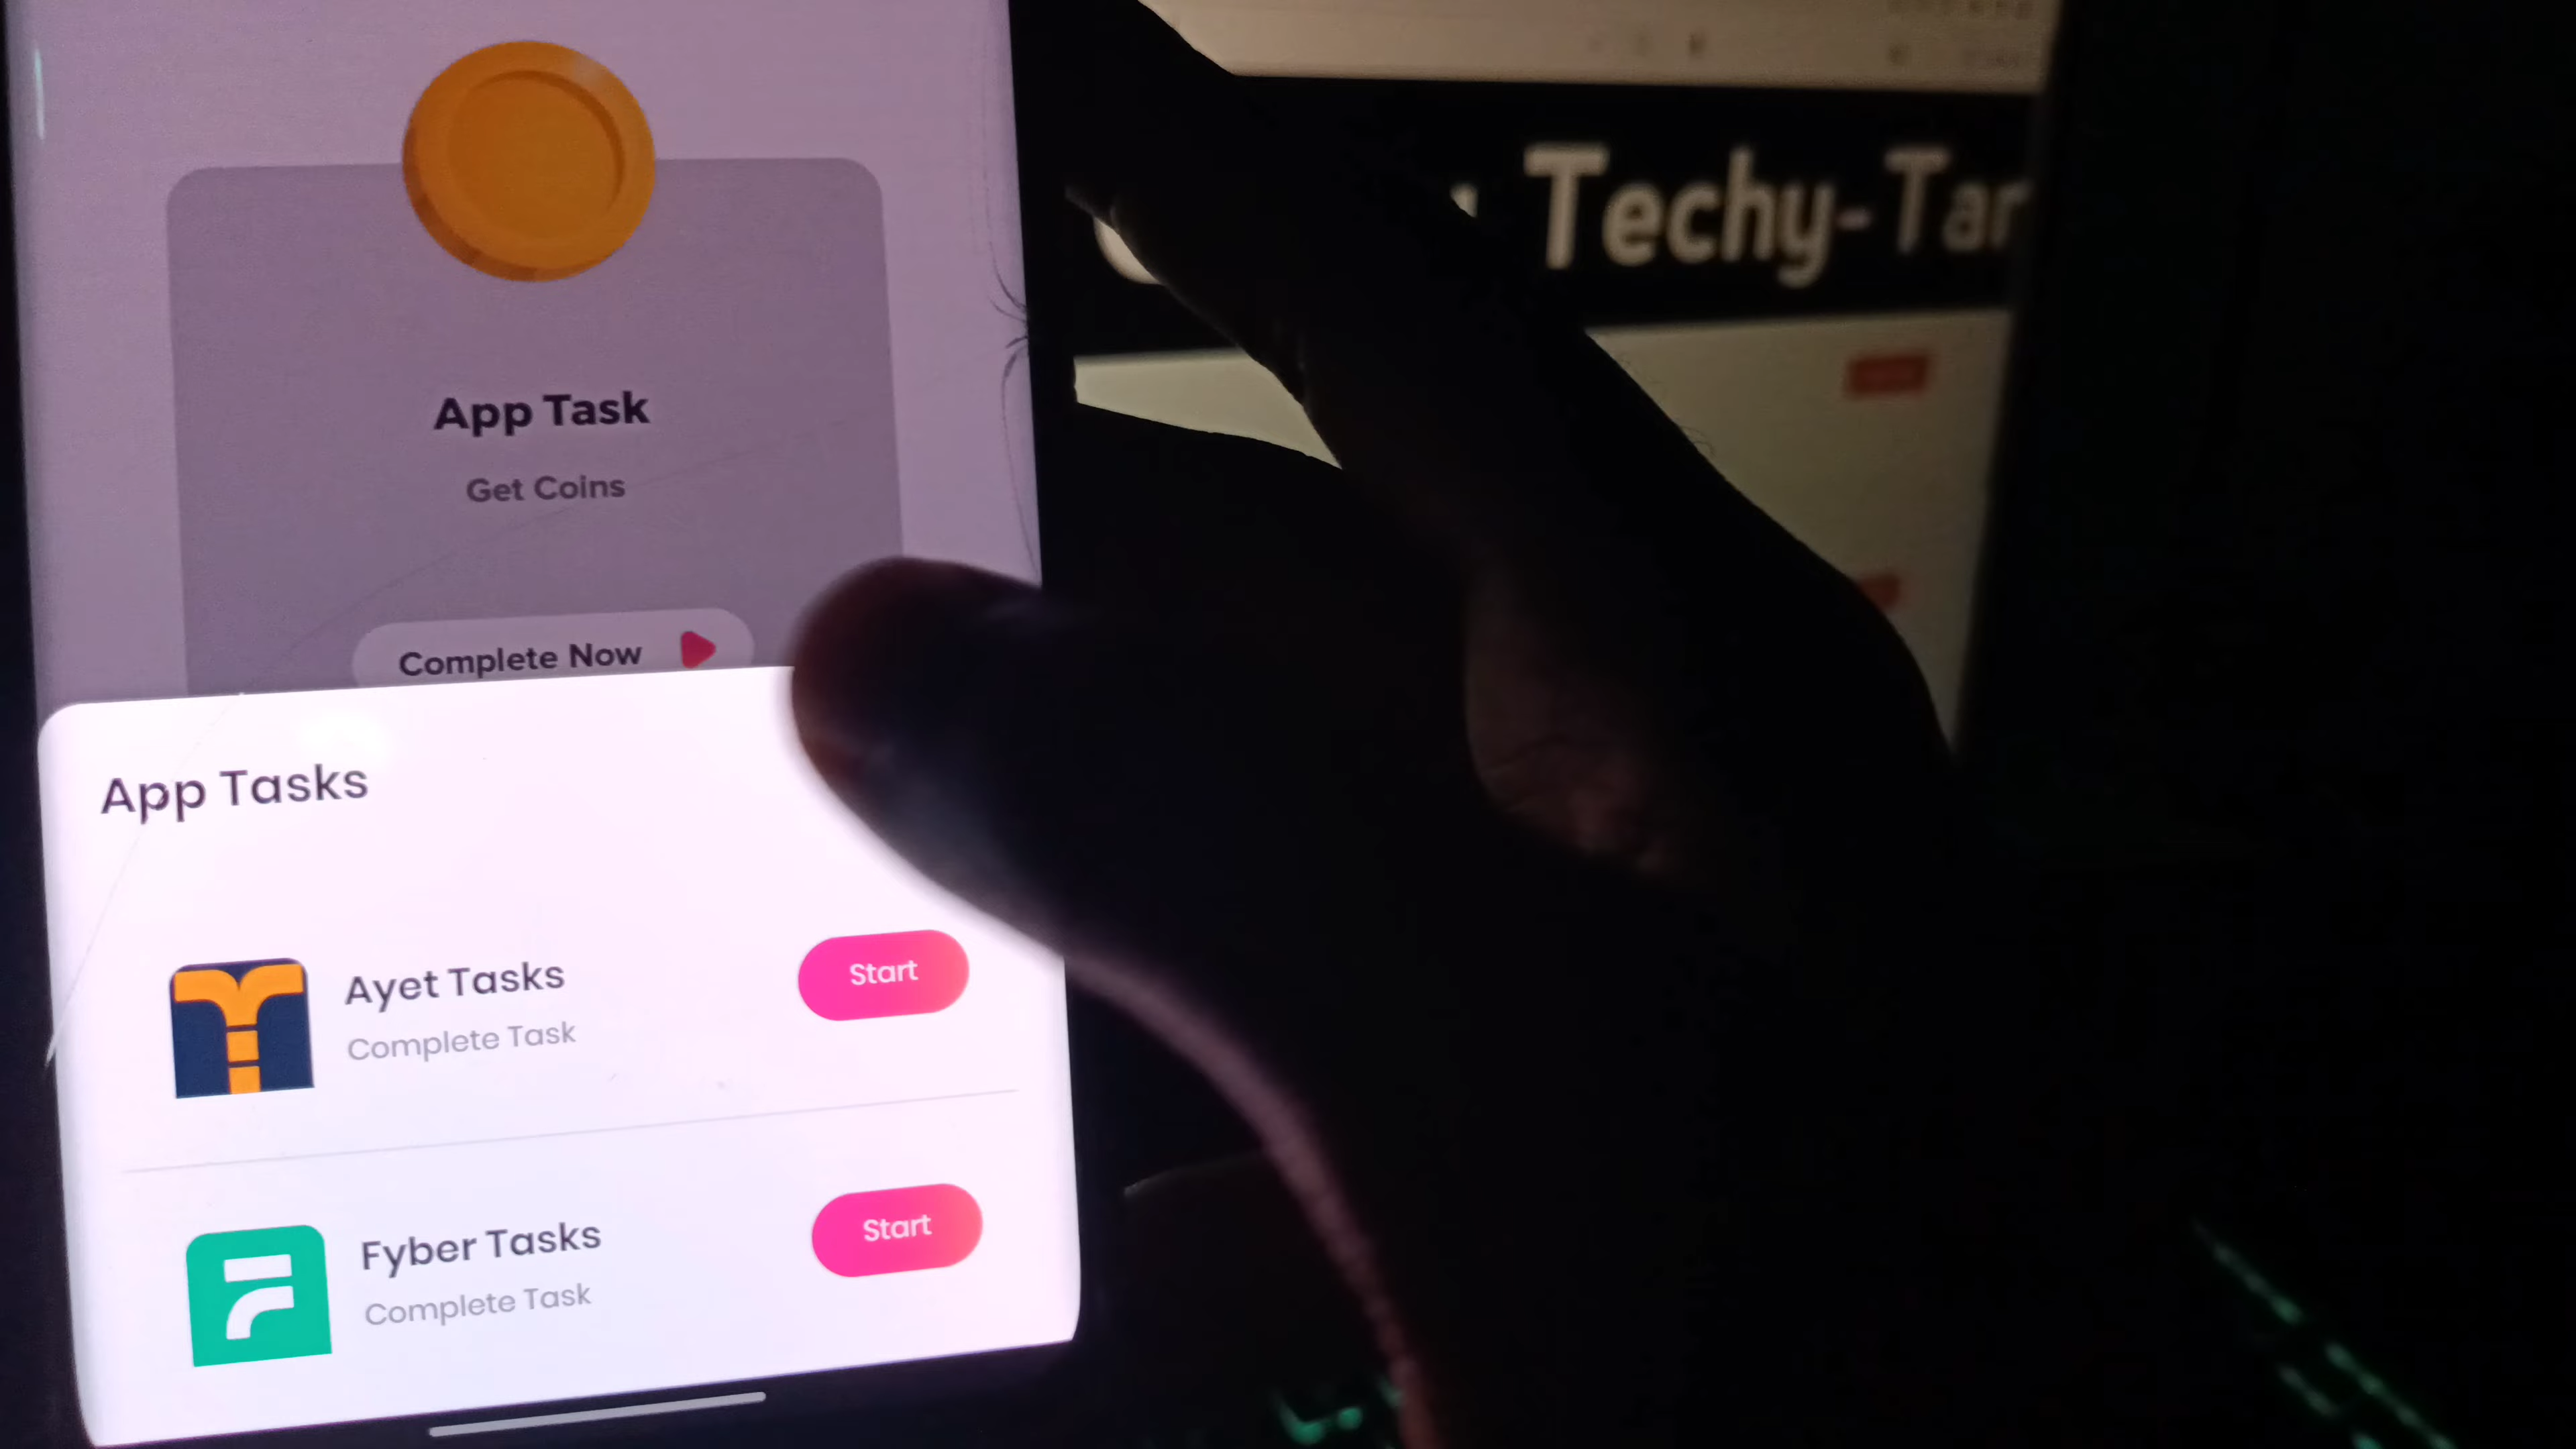 App Task
Get Coins
Complete Now
App Tasks
Ayet Tasks
Complete Task
Start
Fyber Tasks
Complete Task
Start
Techy-Tar